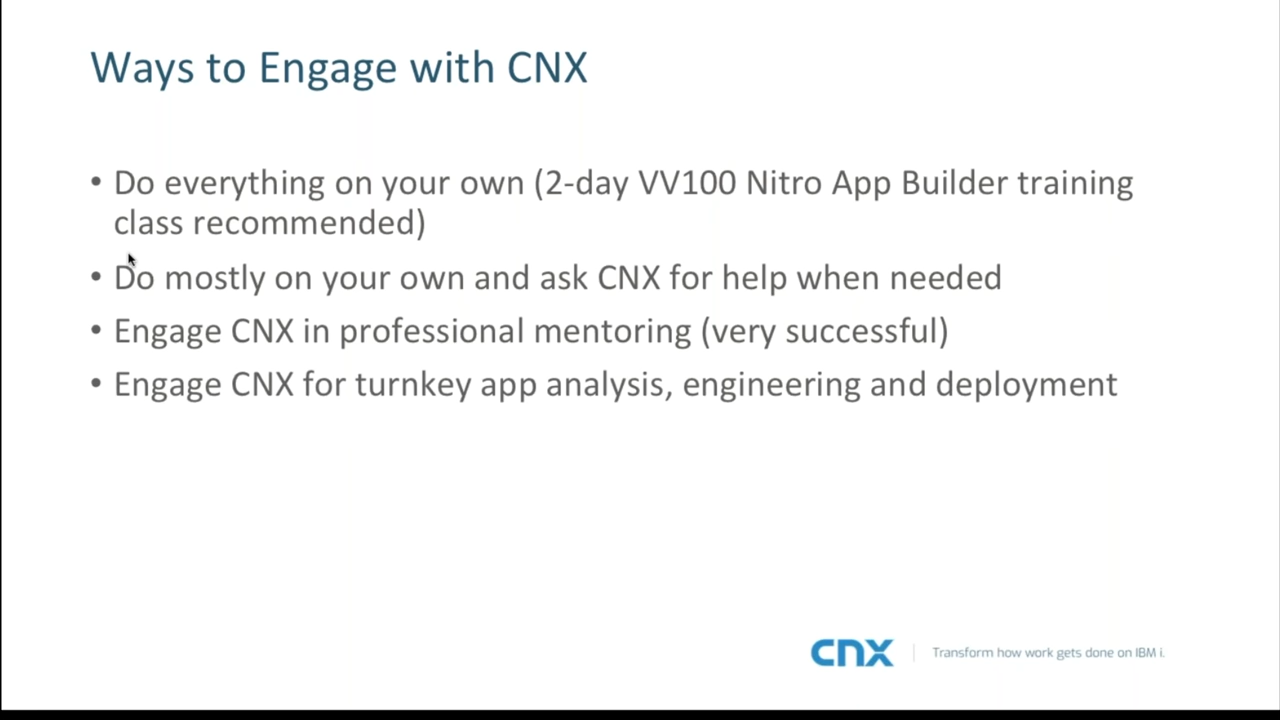 Ways to Engage with CNX
• Do everything on your own (2-day VV100 Nitro App Builder training
class recommended)
• Do mostly on your own and ask CNX for help when needed
• Engage CNX in professional mentoring (very successful)
• Engage CNX for turnkey app analysis, engineering and deployment
cnx | Transform how work gets done on IBM i.